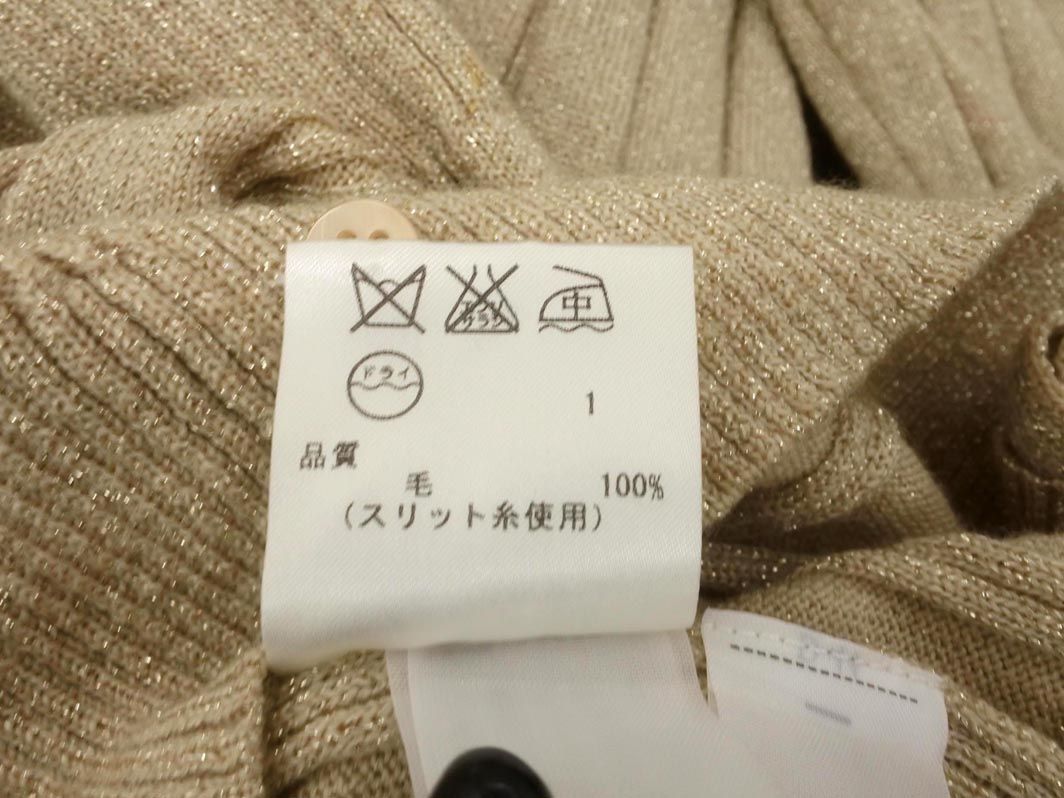 中
ドライ
1
品質
毛 100%
(スリット糸使用)